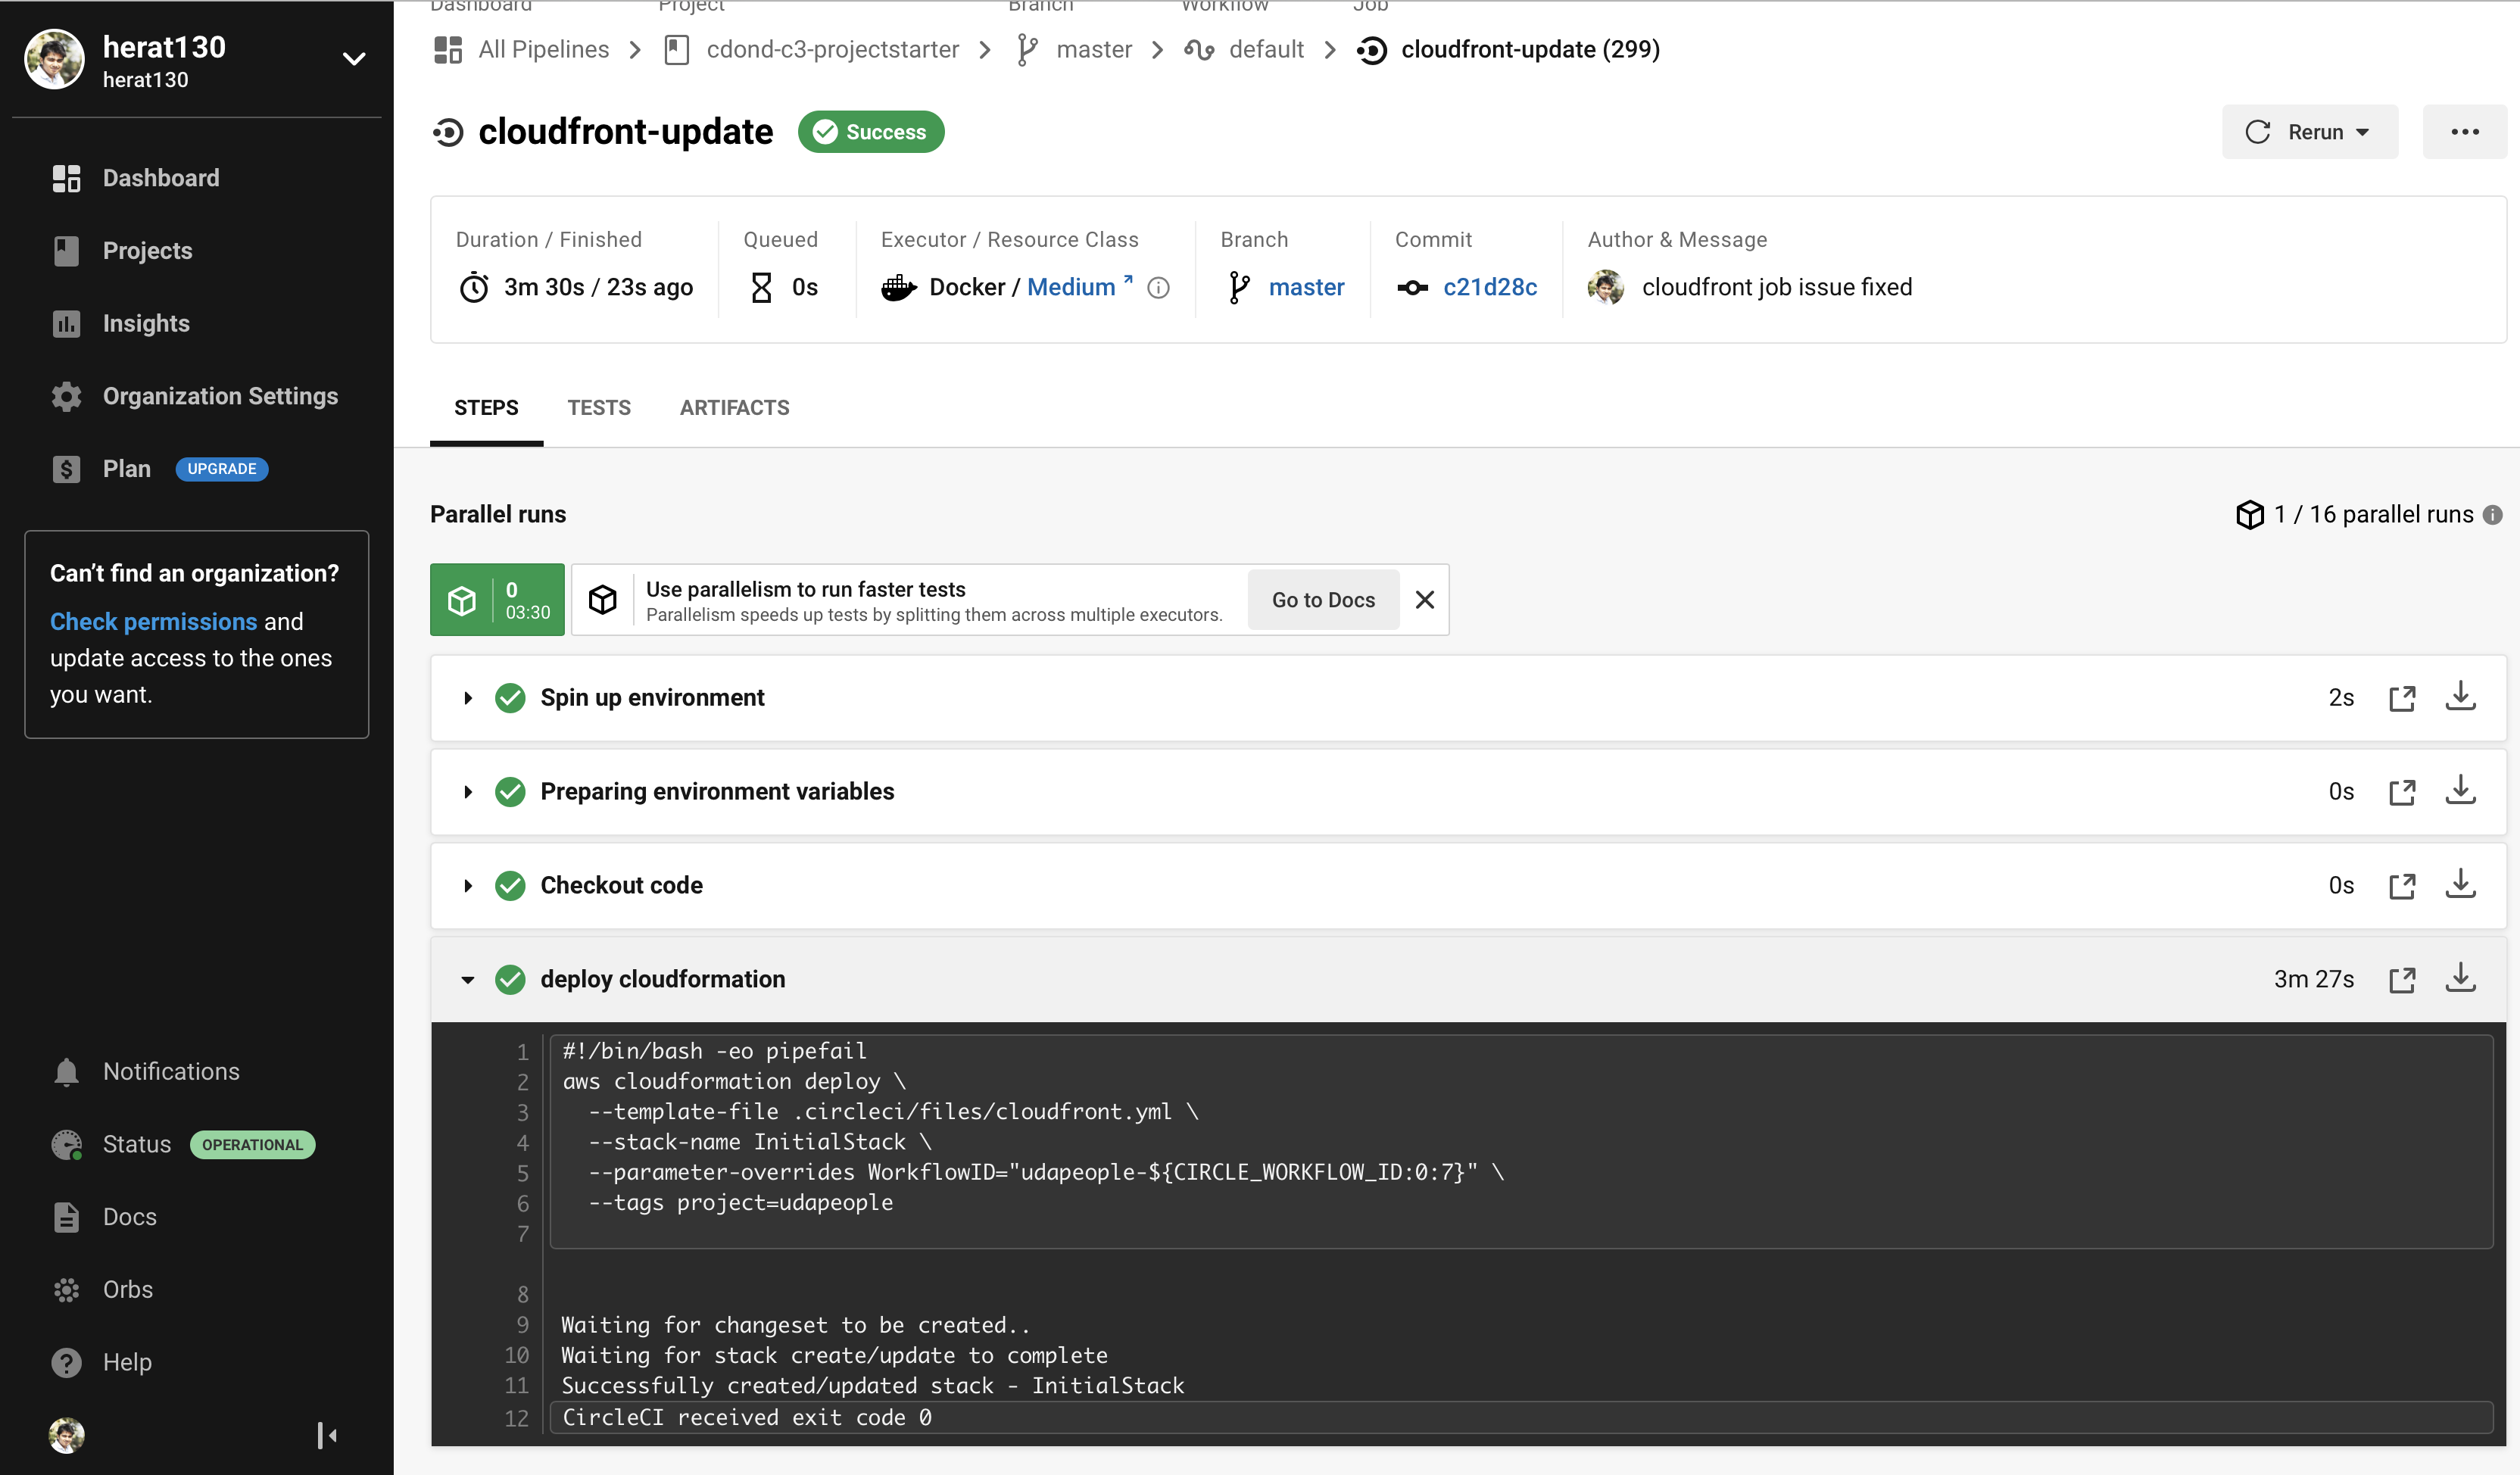 Dashboard Project Branch Workflow Job
herat130
herat130
All Pipelines cdond-c3-projectstarter master default cloudfront-update (299)
cloudfront-update Success Rerun
Dashboard
Projects
Insights
Organization Settings
Plan UPGRADE
Can't find an organization?
Check permissions and
update access to the ones
you want.
Notifications
Status OPERATIONAL
Docs
Orbs
Help
Duration / Finished Queued Executor / Resource Class Branch Commit Author & Message
3m 30s / 23s ago 0s Docker / Medium master c21d28c cloudfront job issue fixed
STEPS TESTS ARTIFACTS
Parallel runs 1 / 16 parallel runs
0
03:30
Use parallelism to run faster tests
Parallelism speeds up tests by splitting them across multiple executors.
Go to Docs
Spin up environment 2s
Preparing environment variables 0s
Checkout code 0s
deploy cloudformation 3m 27s
1 #!/bin/bash -eo pipefail
2 aws cloudformation deploy \
3 --template-file .circleci/files/cloudfront.yml \
4 --stack-name InitialStack \
5 --parameter-overrides WorkflowID="udapeople-${CIRCLE_WORKFLOW_ID:0:7}" \
6 --tags project=udapeople
7
8
9 Waiting for changeset to be created..
10 Waiting for stack create/update to complete
11 Successfully created/updated stack - InitialStack
12 CircleCI received exit code 0